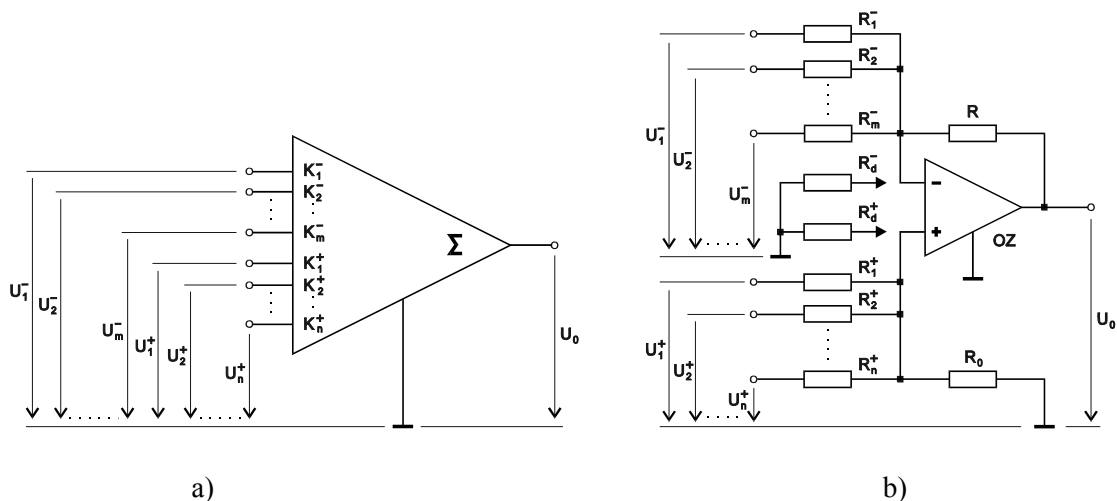 K₁⁻
K₂⁻
K_m⁻
K₁⁺
K₂⁺
K_n⁺
Σ
U₁⁻
U₂⁻
U_m⁻
U₁⁺
U₂⁺
U_n⁺
U₀
a)
R₁⁻
R₂⁻
R_m⁻
R
R_d⁻
R_d⁺
R₁⁺
R₂⁺
R_n⁺
R₀
U₁⁻
U₂⁻
U_m⁻
-
+
OZ
U₁⁺
U₂⁺
U_n⁺
U₀
b)